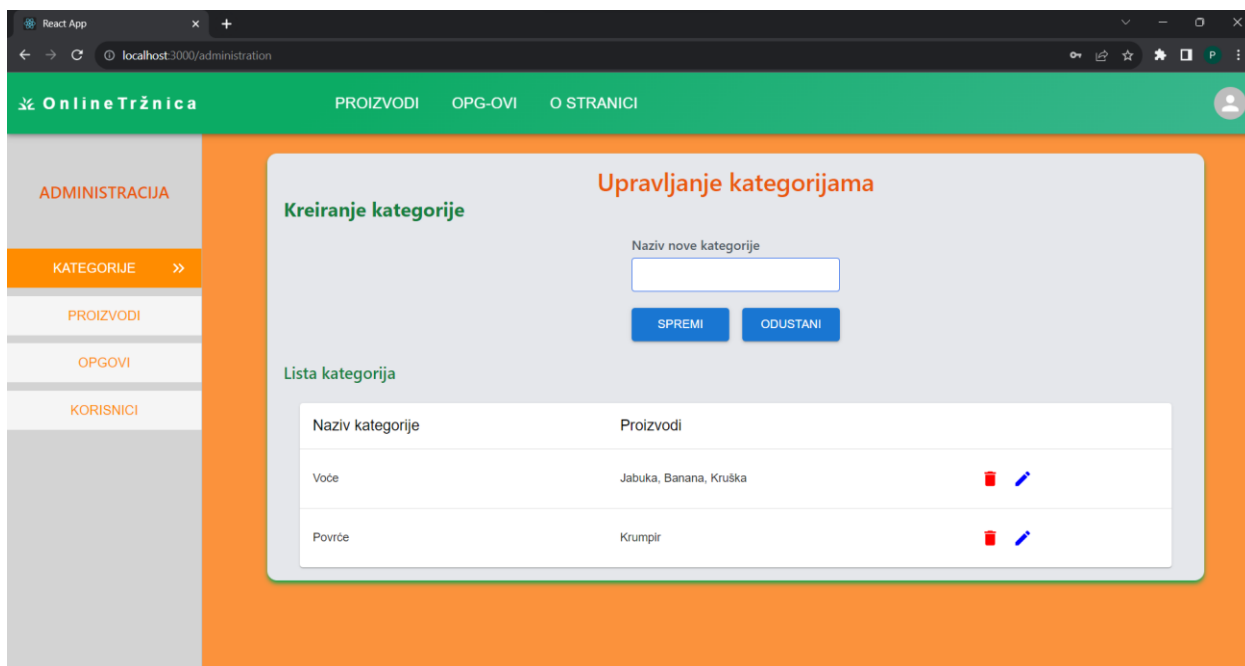 React App
localhost:3000/administration
P
OnlineTržnica PROIZVODI OPG-OVI O STRANICI
ADMINISTRACIJA
KATEGORIJE
PROIZVODI
OPGOVI
KORISNICI
Upravljanje kategorijama
Kreiranje kategorije
Naziv nove kategorije
SPREMI ODUSTANI
Lista kategorija
Naziv kategorije Proizvodi
Voće Jabuka, Banana, Kruška
Povrće Krumpir